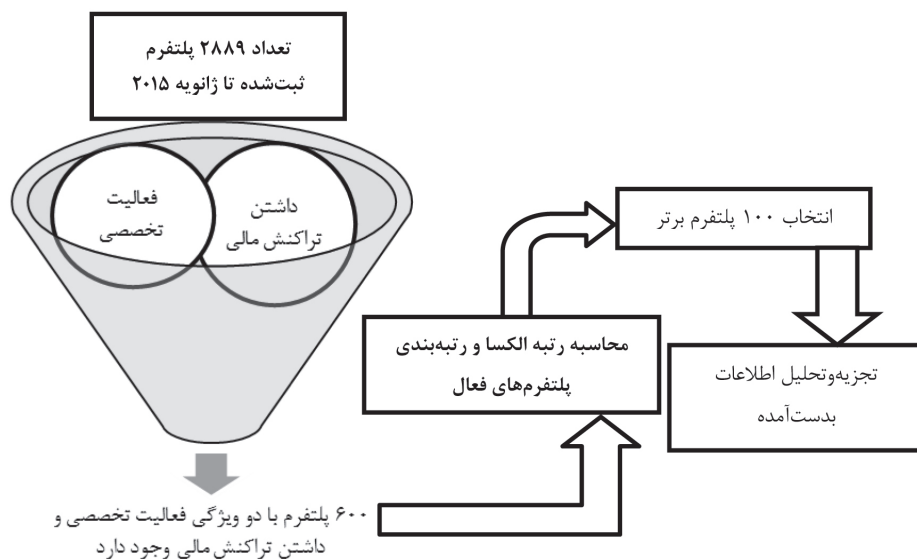 تعداد ۲۸۸۹ پلتفرم
ثبت‌شده تا ژانویه ۲۰۱۵
فعالیت
تخصصی
داشتن
تراکنش مالی
۶۰۰ پلتفرم با دو ویژگی فعالیت تخصصی و
داشتن تراکنش مالی وجود دارد
محاسبه رتبه الکسا و رتبه‌بندی
پلتفرم‌های فعال
انتخاب ۱۰۰ پلتفرم برتر
تجزیه‌وتحلیل اطلاعات
بدست‌آمده